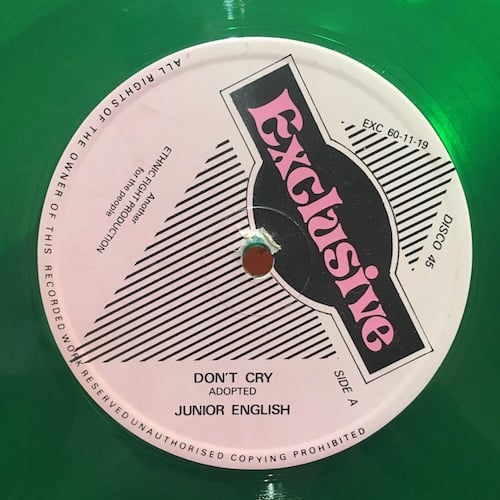 Exclusive
EXC 60-11-19
DISCO 45
Another
ETHNIC FIGHT PRODUCTION
for the people
SIDE A
DON'T CRY
ADOPTED
JUNIOR ENGLISH
ALL RIGHTS OF THE OWNER OF THIS RECORDED WORK RESERVED UNAUTHORISED COPYING PROHIBITED